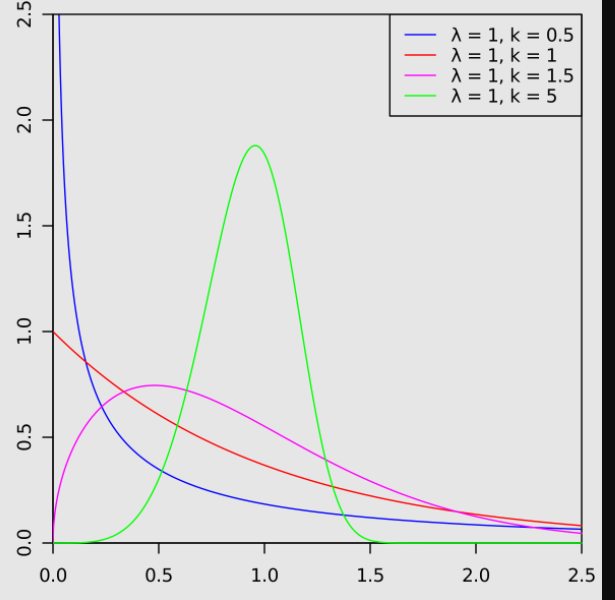 2.5
λ = 1, k = 0.5
λ = 1, k = 1
λ = 1, k = 1.5
λ = 1, k = 5
2.0
1.5
1.0
0.5
0.0
0.0 0.5 1.0 1.5 2.0 2.5